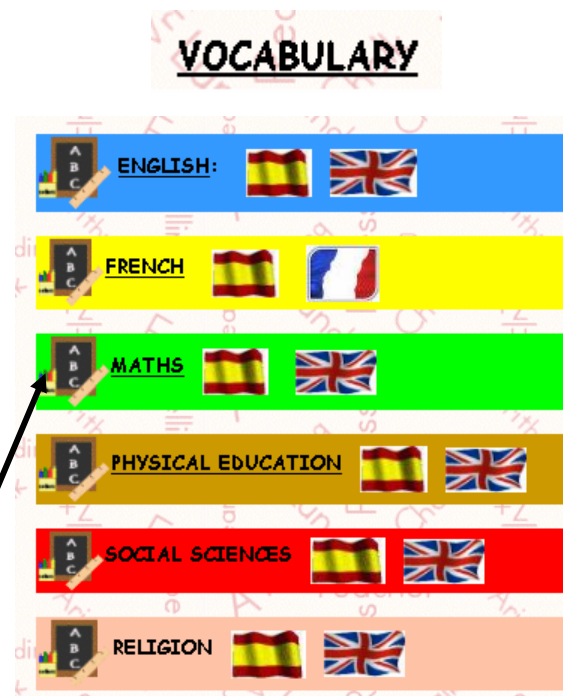 VOCABULARY
A
B
C
ENGLISH:
A
B
C
FRENCH
A
B
C
MATHS
A
B
C
PHYSICAL EDUCATION
A
B
C
SOCIAL SCIENCES
A
B
C
RELIGION